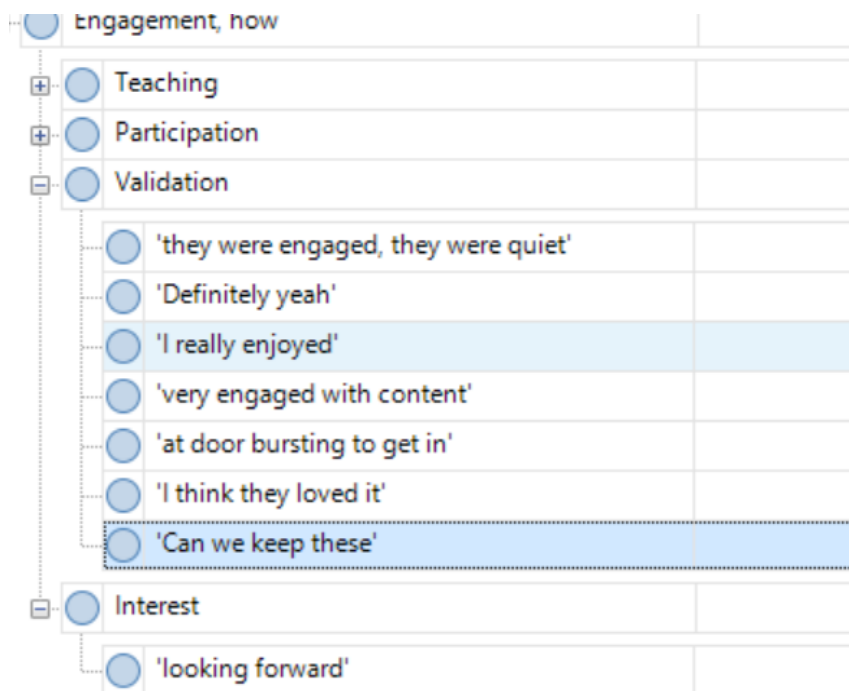 Engagement, how
Teaching
Participation
Validation
'they were engaged, they were quiet'
'Definitely yeah'
'I really enjoyed'
'very engaged with content'
'at door bursting to get in'
'I think they loved it'
'Can we keep these'
Interest
'looking forward'